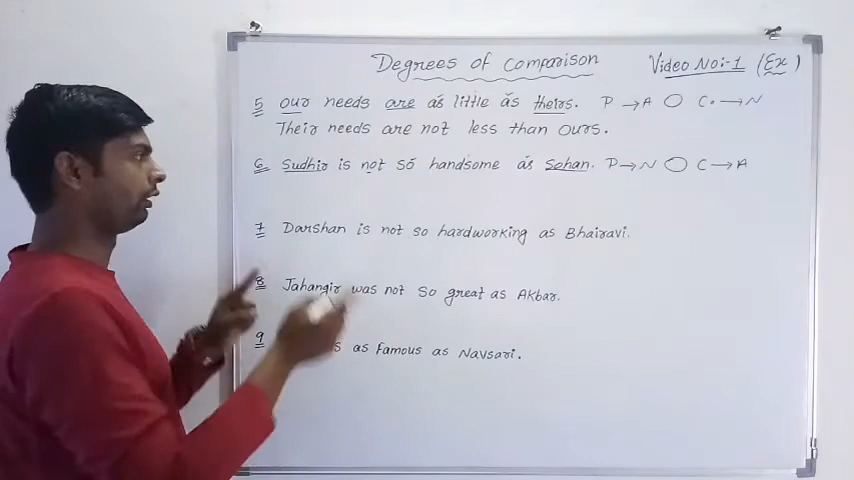 Degrees of comparison
Video No:-1 (Ex)
5 our needs are as little as theirs. P → A C. → N
Their needs are not less than ours.
6 Sudhir is not so handsome as Sohan. P → N C → A
7 Darshan is not so hardworking as Bhairavi.
8 Jahangir was not so great as Akbar.
9 as famous as Navsari.